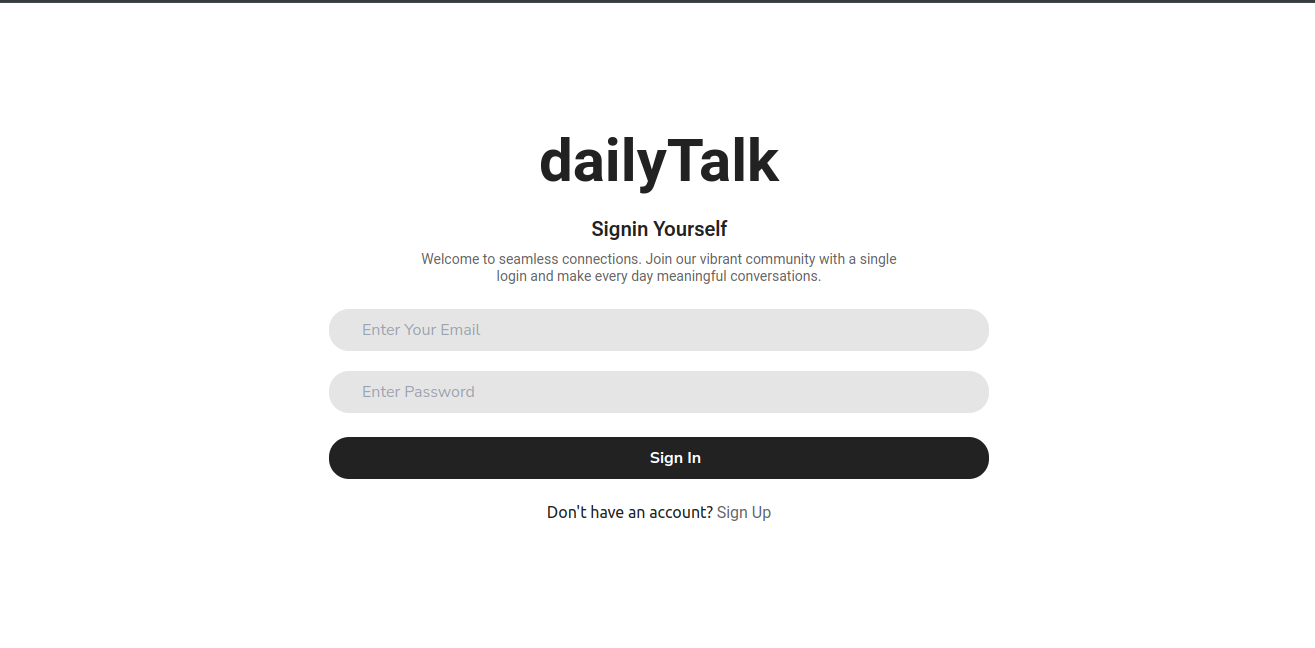 dailyTalk
Signin Yourself
Welcome to seamless connections. Join our vibrant community with a single
login and make every day meaningful conversations.
Enter Your Email
Enter Password
Sign In
Don't have an account? Sign Up